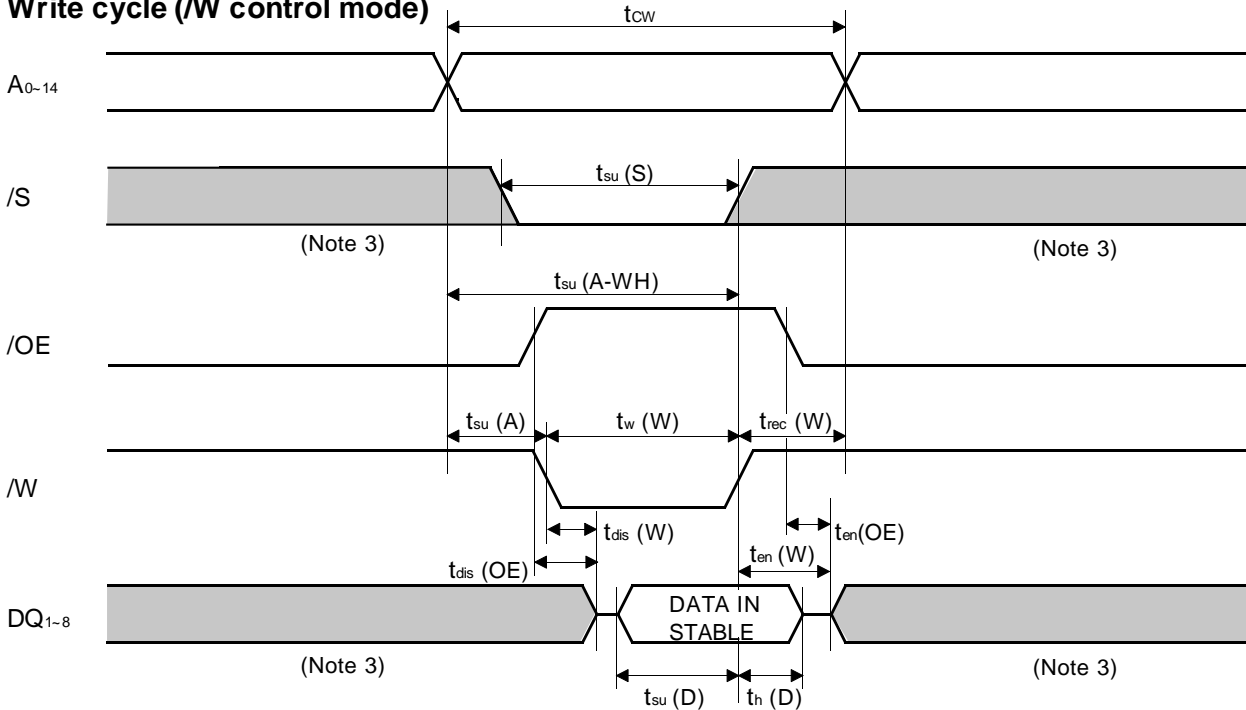 Write cycle (/W control mode)
tCW
A0~14
/S
tsu (S)
(Note 3)
(Note 3)
tsu (A-WH)
/OE
tsu (A)
tw (W)
trec (W)
/W
tdis (W)
ten(OE)
ten (W)
tdis (OE)
DQ1~8
DATA IN
STABLE
(Note 3)
(Note 3)
tsu (D)
th (D)